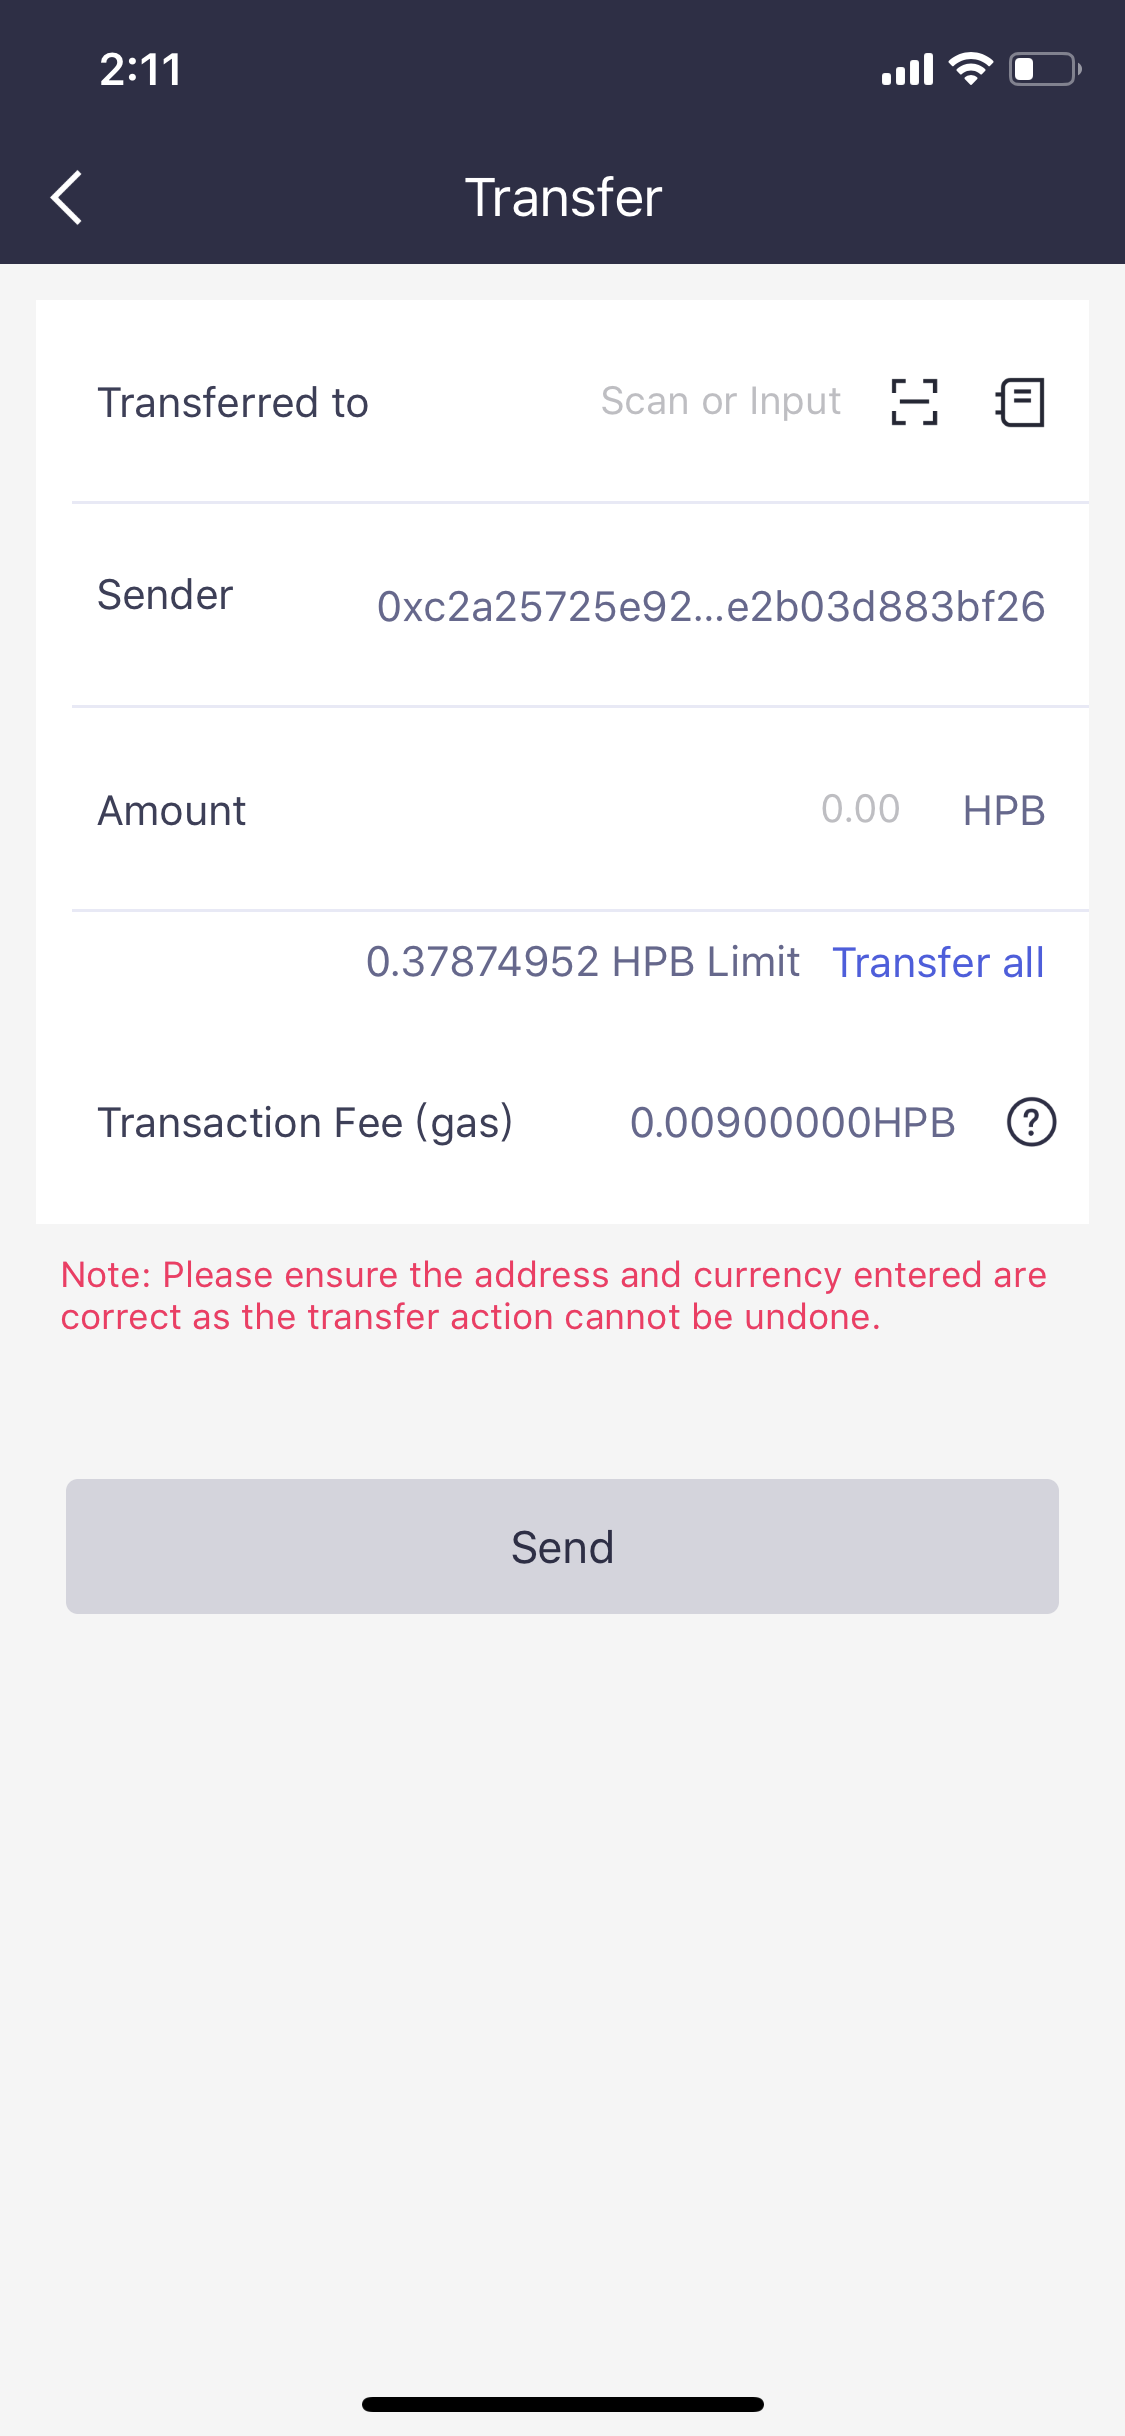 2:11
Transfer
Transferred to Scan or Input
Sender 0xc2a25725e92...e2b03d883bf26
Amount 0.00 HPB
0.37874952 HPB Limit Transfer all
Transaction Fee (gas) 0.00900000HPB ?
Note: Please ensure the address and currency entered are
correct as the transfer action cannot be undone.
Send